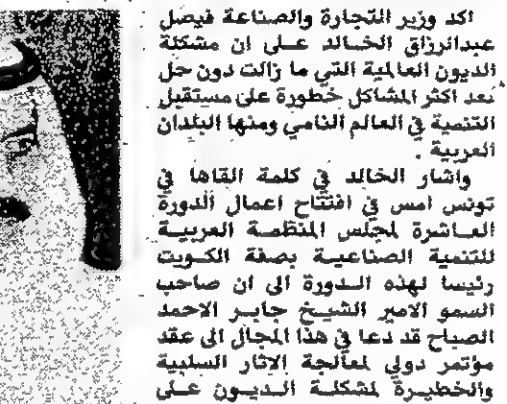 اكد وزير التجارة والصناعة فيصل
عبدالرزاق الخالد على ان مشكلة
الديون العالمية التي ما زالت دون حل
تعد اكثر المشاكل خطورة على مستقبل
التنمية في العالم النامي ومنها البلدان
العربية .
واشار الخالد في كلمة القاها في
تونس امس في افتتاح اعمال الدورة
العاشرة لمجلس المنظمة العربية
للتنمية الصناعية بصفة الكويت
رئيسا لهذه الدورة الى ان صاحب
السمو الامير الشيخ جابر الاحمد
الصباح قد دعا في هذا المجال الى عقد
مؤتمر دولي لمعالجة الاثار السلبية
والخطيرة لمشكلة الديون على